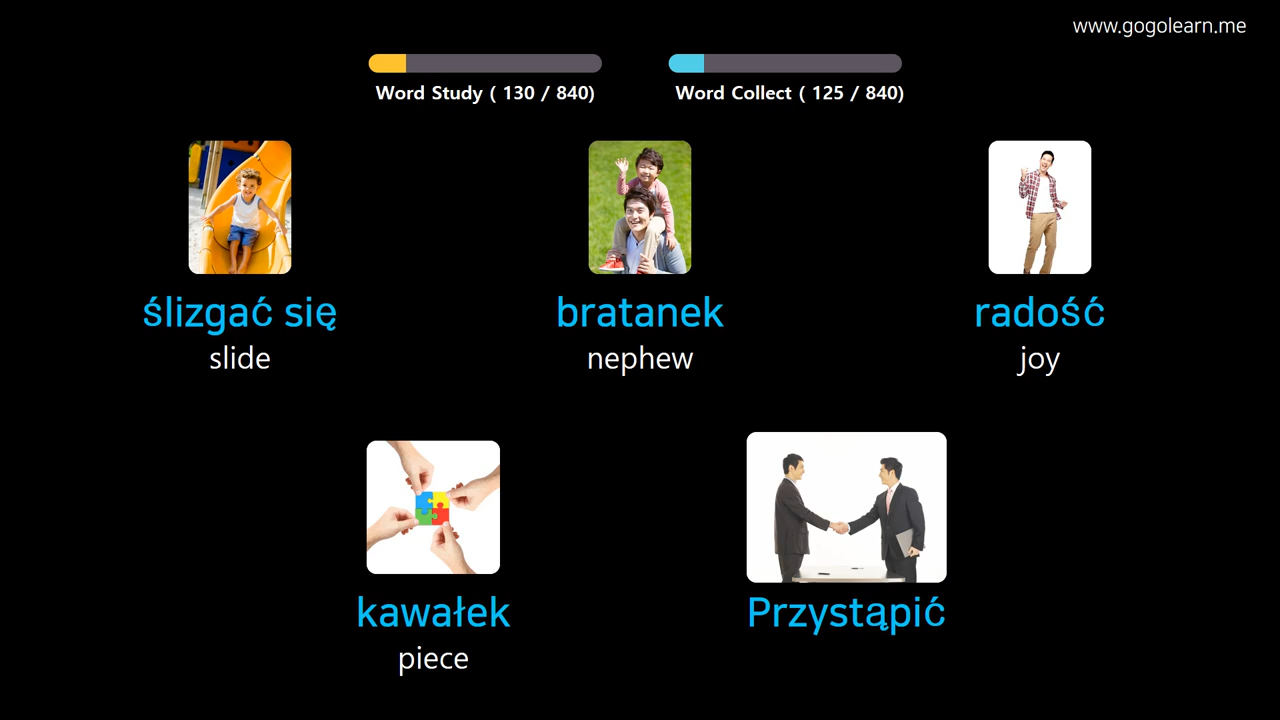 www.gogolearn.me
Word Study ( 130 / 840)
Word Collect ( 125 / 840)
ślizgać się
slide
bratanek
nephew
radość
joy
kawałek
piece
Przystąpić